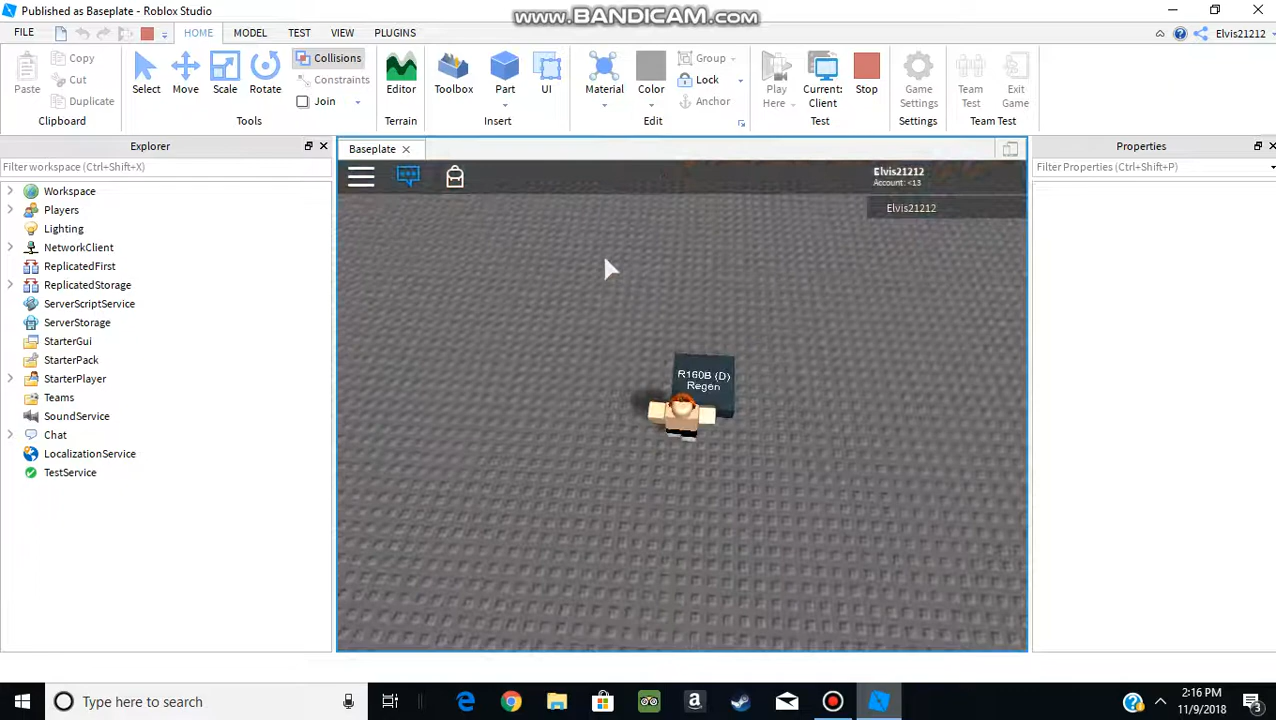 Published as Baseplate - Roblox Studio
www.BANDICAM.com
FILE HOME MODEL TEST VIEW PLUGINS Elvis21212
Paste Copy Cut Duplicate
Select Move Scale Rotate
Collisions
Constraints
Join
Editor Toolbox Part UI
Material Color
Group
Lock
Anchor
Play Here
Current: Client
Stop
Game Settings
Team Test
Exit Game
Clipboard Tools Terrain Insert Edit Test Settings Team Test
Explorer
Filter workspace (Ctrl+Shift+X)
Workspace
Players
Lighting
NetworkClient
ReplicatedFirst
ReplicatedStorage
ServerScriptService
ServerStorage
StarterGui
StarterPack
StarterPlayer
Teams
SoundService
Chat
LocalizationService
TestService
Baseplate
Elvis21212
Account: <13
Elvis21212
R160B (D)
Regen
Properties
Filter Properties (Ctrl+Shift+P)
Type here to search
2:16 PM
11/9/2018
3